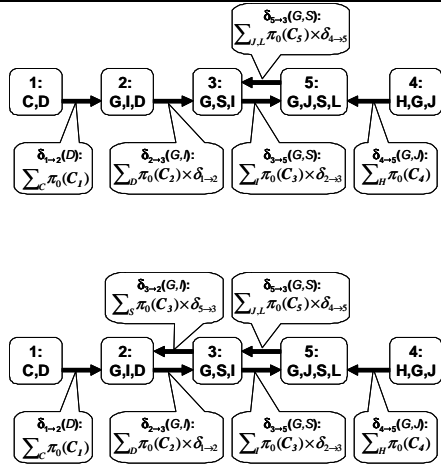 δ5→3(G,S):
∑J,L π0(C5)×δ4→5
1:
C,D
2:
G,I,D
3:
G,S,I
5:
G,J,S,L
4:
H,G,J
δ1→2(D):
∑C π0(C1)
δ2→3(G,I):
∑D π0(C2)×δ1→2
δ3→5(G,S):
∑I π0(C3)×δ2→3
δ4→5(G,J):
∑H π0(C4)
δ3→2(G,I):
∑S π0(C3)×δ5→3
δ5→3(G,S):
∑J,L π0(C5)×δ4→5
1:
C,D
2:
G,I,D
3:
G,S,I
5:
G,J,S,L
4:
H,G,J
δ1→2(D):
∑C π0(C1)
δ2→3(G,I):
∑D π0(C2)×δ1→2
δ3→5(G,S):
∑I π0(C3)×δ2→3
δ4→5(G,J):
∑H π0(C4)